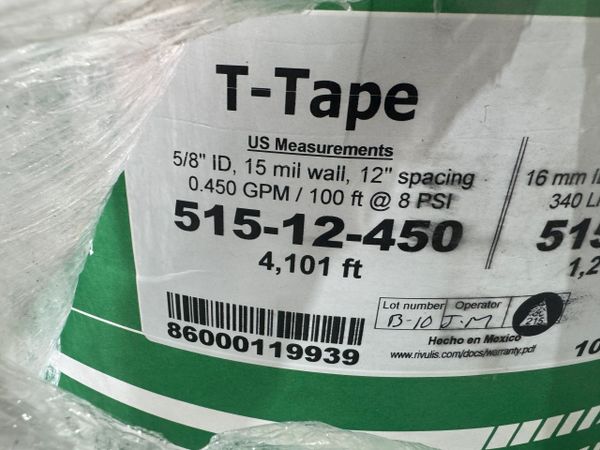 T-Tape
US Measurements
5/8" ID, 15 mil wall, 12" spacing
0.450 GPM / 100 ft @ 8 PSI
515-12-450
4,101 ft
16 mm
340
515
1,2
Lot number Operator
B-10 J.M
Hecho en Mexico
www.rivulis.com/docs/warranty.pdf
10
86000119939